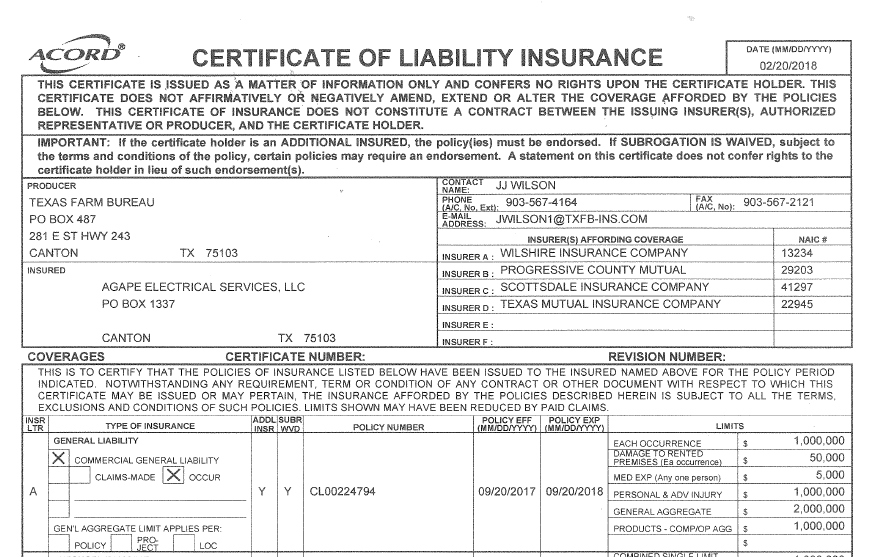 ACORD®
CERTIFICATE OF LIABILITY INSURANCE
DATE (MM/DD/YYYY)
02/20/2018
THIS CERTIFICATE IS ISSUED AS A MATTER OF INFORMATION ONLY AND CONFERS NO RIGHTS UPON THE CERTIFICATE HOLDER. THIS
CERTIFICATE DOES NOT AFFIRMATIVELY OR NEGATIVELY AMEND, EXTEND OR ALTER THE COVERAGE AFFORDED BY THE POLICIES
BELOW. THIS CERTIFICATE OF INSURANCE DOES NOT CONSTITUTE A CONTRACT BETWEEN THE ISSUING INSURER(S), AUTHORIZED
REPRESENTATIVE OR PRODUCER, AND THE CERTIFICATE HOLDER.
IMPORTANT: If the certificate holder is an ADDITIONAL INSURED, the policy(ies) must be endorsed. If SUBROGATION IS WAIVED, subject to
the terms and conditions of the policy, certain policies may require an endorsement. A statement on this certificate does not confer rights to the
certificate holder in lieu of such endorsement(s).
PRODUCER
TEXAS FARM BUREAU
PO BOX 487
281 E ST HWY 243
CANTON TX 75103
CONTACT NAME: JJ WILSON
PHONE (A/C, No, Ext): 903-567-4164 FAX (A/C, No): 903-567-2121
E-MAIL ADDRESS: JWILSON1@TXFB-INS.COM
INSURER(S) AFFORDING COVERAGE NAIC #
INSURER A : WILSHIRE INSURANCE COMPANY 13234
INSURER B : PROGRESSIVE COUNTY MUTUAL 29203
INSURER C : SCOTTSDALE INSURANCE COMPANY 41297
INSURER D : TEXAS MUTUAL INSURANCE COMPANY 22945
INSURER E :
INSURER F :
INSURED
AGAPE ELECTRICAL SERVICES, LLC
PO BOX 1337
CANTON TX 75103
COVERAGES CERTIFICATE NUMBER: REVISION NUMBER:
THIS IS TO CERTIFY THAT THE POLICIES OF INSURANCE LISTED BELOW HAVE BEEN ISSUED TO THE INSURED NAMED ABOVE FOR THE POLICY PERIOD
INDICATED. NOTWITHSTANDING ANY REQUIREMENT, TERM OR CONDITION OF ANY CONTRACT OR OTHER DOCUMENT WITH RESPECT TO WHICH THIS
CERTIFICATE MAY BE ISSUED OR MAY PERTAIN, THE INSURANCE AFFORDED BY THE POLICIES DESCRIBED HEREIN IS SUBJECT TO ALL THE TERMS,
EXCLUSIONS AND CONDITIONS OF SUCH POLICIES. LIMITS SHOWN MAY HAVE BEEN REDUCED BY PAID CLAIMS.
INSR LTR TYPE OF INSURANCE ADDL INSR SUBR WVD POLICY NUMBER POLICY EFF (MM/DD/YYYY) POLICY EXP (MM/DD/YYYY) LIMITS
GENERAL LIABILITY
X COMMERCIAL GENERAL LIABILITY
CLAIMS-MADE X OCCUR
A Y Y CL00224794 09/20/2017 09/20/2018
GEN'L AGGREGATE LIMIT APPLIES PER:
POLICY PRO-JECT LOC
EACH OCCURRENCE $ 1,000,000
DAMAGE TO RENTED PREMISES (Ea occurrence) $ 50,000
MED EXP (Any one person) $ 5,000
PERSONAL & ADV INJURY $ 1,000,000
GENERAL AGGREGATE $ 2,000,000
PRODUCTS - COMP/OP AGG $ 1,000,000
$
COMBINED SINGLE LIMIT